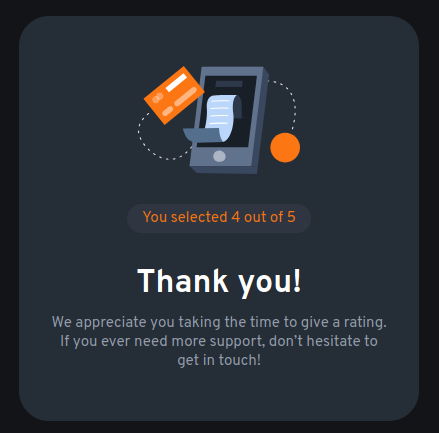 You selected 4 out of 5
Thank you!
We appreciate you taking the time to give a rating.
If you ever need more support, don’t hesitate to
get in touch!